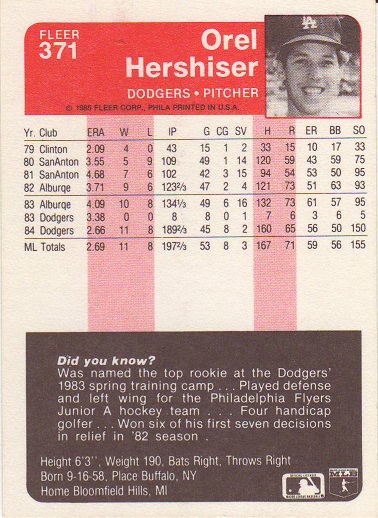 FLEER
371
Orel
Hershiser
DODGERS • PITCHER
© 1985 FLEER CORP., PHILA PRINTED IN U.S.A.
LA
Yr. Club ERA W L IP G CG SV H R ER BB SO
79 Clinton 2.09 4 0 43 15 1 2 33 15 10 17 33
80 SanAnton 3.55 5 9 109 49 1 14 120 59 43 59 75
81 SanAnton 4.68 7 6 102 42 3 15 94 54 53 50 95
82 Alburqe 3.71 9 6 123⅔ 47 2 4 121 73 51 63 93
83 Alburqe 4.09 10 8 134⅓ 49 6 16 132 73 61 57 95
83 Dodgers 3.38 0 0 8 8 0 1 7 6 3 6 5
84 Dodgers 2.66 11 8 189⅔ 45 8 2 160 65 56 50 150
ML Totals 2.69 11 8 197⅔ 53 8 3 167 71 59 56 155
Did you know?
Was named the top rookie at the Dodgers'
1983 spring training camp . . . Played defense
and left wing for the Philadelphia Flyers
Junior A hockey team . . . Four handicap
golfer . . . Won six of his first seven decisions
in relief in '82 season .
Height 6'3'', Weight 190, Bats Right, Throws Right
Born 9-16-58, Place Buffalo, NY
Home Bloomfield Hills, MI